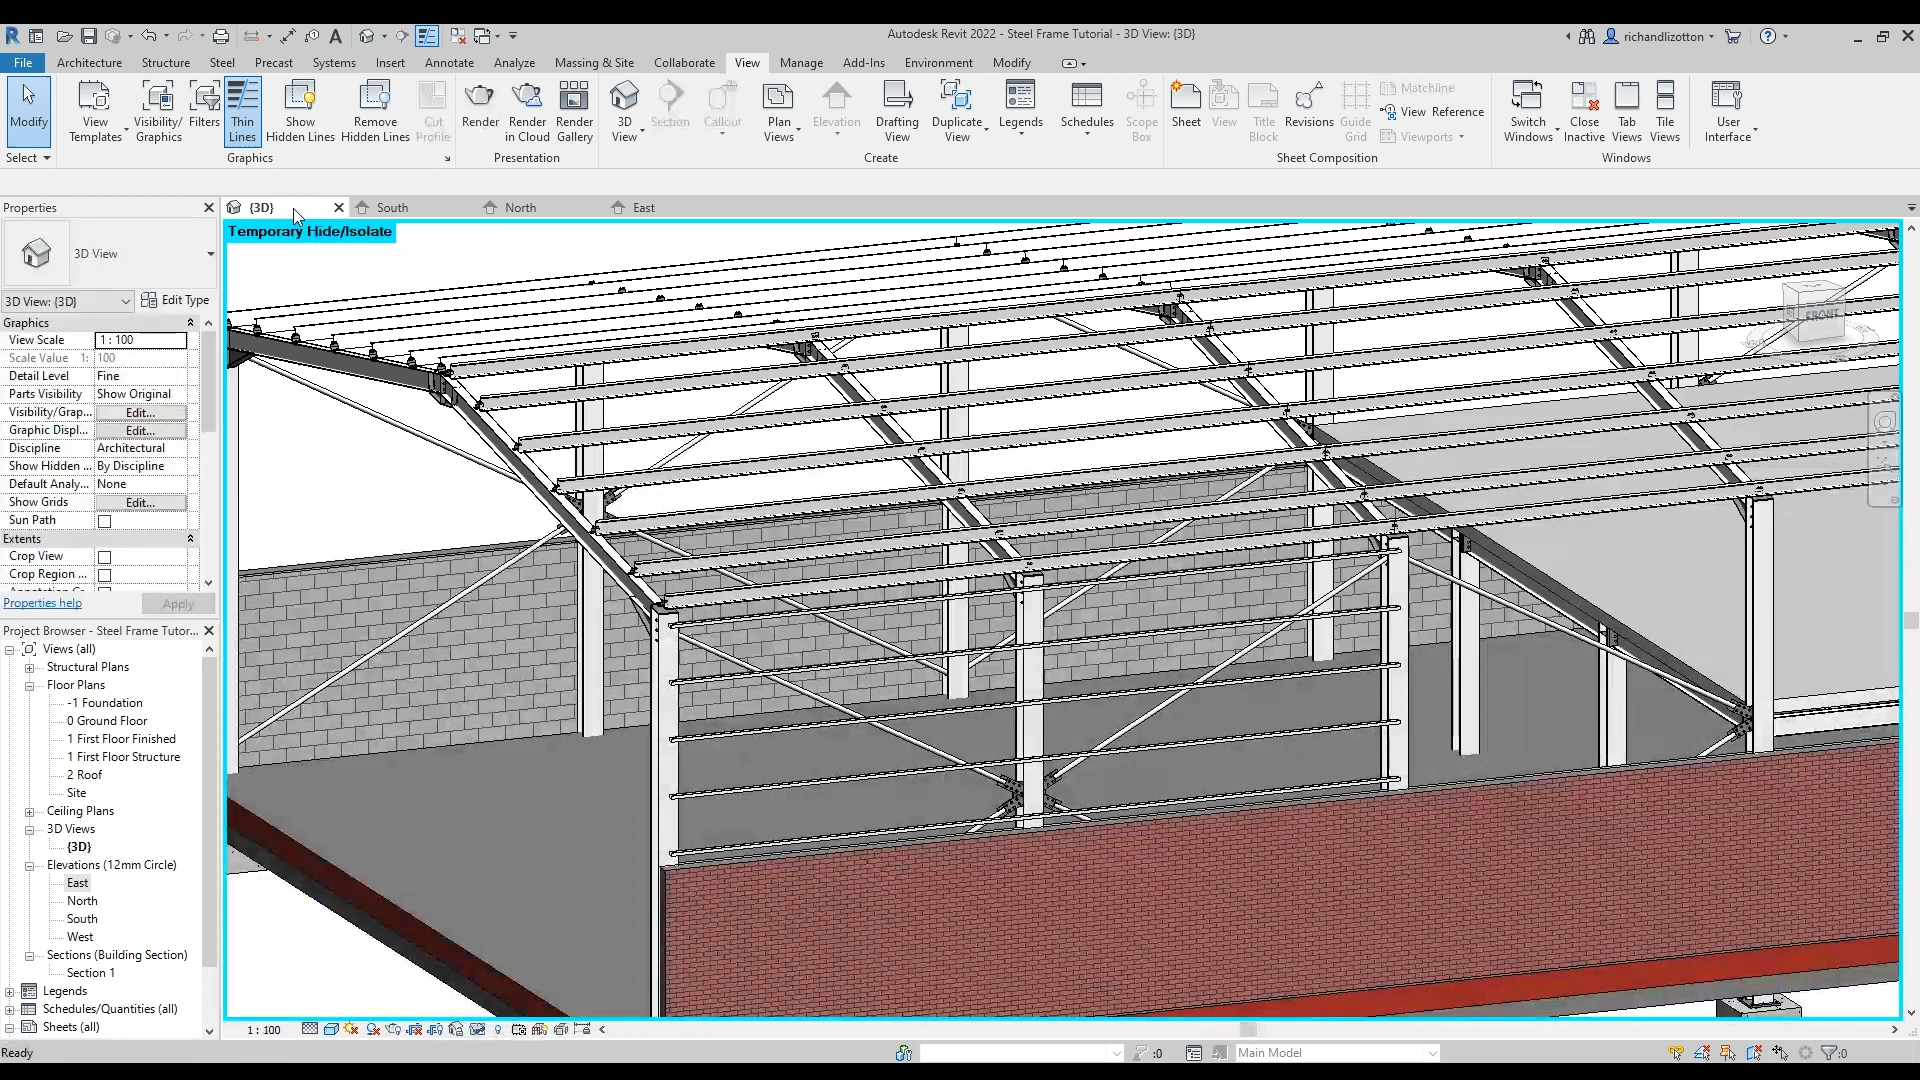 Autodesk Revit 2022 - Steel Frame Tutorial - 3D View: {3D}
richandlizotton
File Architecture Structure Steel Precast Systems Insert Annotate Analyze Massing & Site Collaborate View Manage Add-Ins Environment Modify
Modify
View Templates
Visibility/ Graphics
Filters
Thin Lines
Show Hidden Lines
Remove Hidden Lines
Cut Profile
Render
Render in Cloud
Render Gallery
3D View
Section
Callout
Plan Views
Elevation
Drafting View
Duplicate View
Legends
Schedules
Scope Box
Sheet
View
Title Block
Revisions
Guide Grid
Matchline
View Reference
Viewports
Switch Windows
Close Inactive
Tab Views
Tile Views
User Interface
Select Graphics Presentation Create Sheet Composition Windows
Properties
{3D} South North East
Temporary Hide/Isolate
3D View
3D View: {3D} Edit Type
Graphics
View Scale 1 : 100
Scale Value 1: 100
Detail Level Fine
Parts Visibility Show Original
Visibility/Grap... Edit...
Graphic Displ... Edit...
Discipline Architectural
Show Hidden ... By Discipline
Default Analy... None
Show Grids Edit...
Sun Path
Extents
Crop View
Crop Region ...
Properties help Apply
FRONT
Project Browser - Steel Frame Tutor...
Views (all)
Structural Plans
Floor Plans
-1 Foundation
0 Ground Floor
1 First Floor Finished
1 First Floor Structure
2 Roof
Site
Ceiling Plans
3D Views
{3D}
Elevations (12mm Circle)
East
North
South
West
Sections (Building Section)
Section 1
Legends
Schedules/Quantities (all)
Sheets (all)
1 : 100
Ready
:0
Main Model
:0